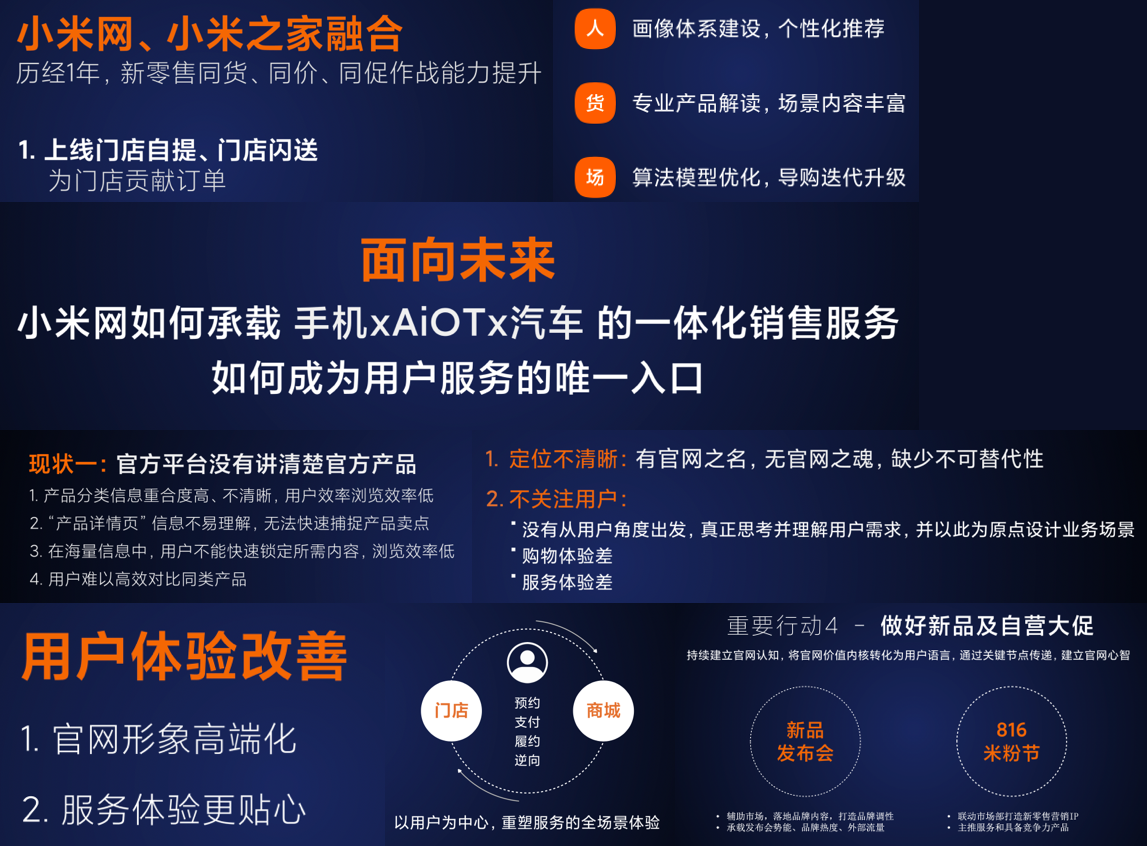 小米网、小米之家融合
历经1年，新零售同货、同价、同促作战能力提升
1. 上线门店自提、门店闪送
为门店贡献订单
人 画像体系建设，个性化推荐
货 专业产品解读，场景内容丰富
场 算法模型优化，导购迭代升级
面向未来
小米网如何承载 手机xAiOTx汽车 的一体化销售服务
如何成为用户服务的唯一入口
现状一：官方平台没有讲清楚官方产品
1. 产品分类信息重合度高、不清晰，用户效率浏览效率低
2. “产品详情页”信息不易理解，无法快速捕捉产品卖点
3. 在海量信息中，用户不能快速锁定所需内容，浏览效率低
4. 用户难以高效对比同类产品
1. 定位不清晰：有官网之名，无官网之魂，缺少不可替代性
2. 不关注用户：
▪ 没有从用户角度出发，真正思考并理解用户需求，并以此为原点设计业务场景
▪ 购物体验差
▪ 服务体验差
用户体验改善
1. 官网形象高端化
2. 服务体验更贴心
门店
预约
支付
履约
逆向
商城
以用户为中心，重塑服务的全场景体验
重要行动4 - 做好新品及自营大促
持续建立官网认知，将官网价值内核转化为用户语言，通过关键节点传递，建立官网心智
新品
发布会
• 辅助市场，落地品牌内容，打造品牌调性
• 承载发布会势能、品牌热度、外部流量
816
米粉节
• 联动市场部打造新零售营销IP
• 主推服务和具备竞争力产品